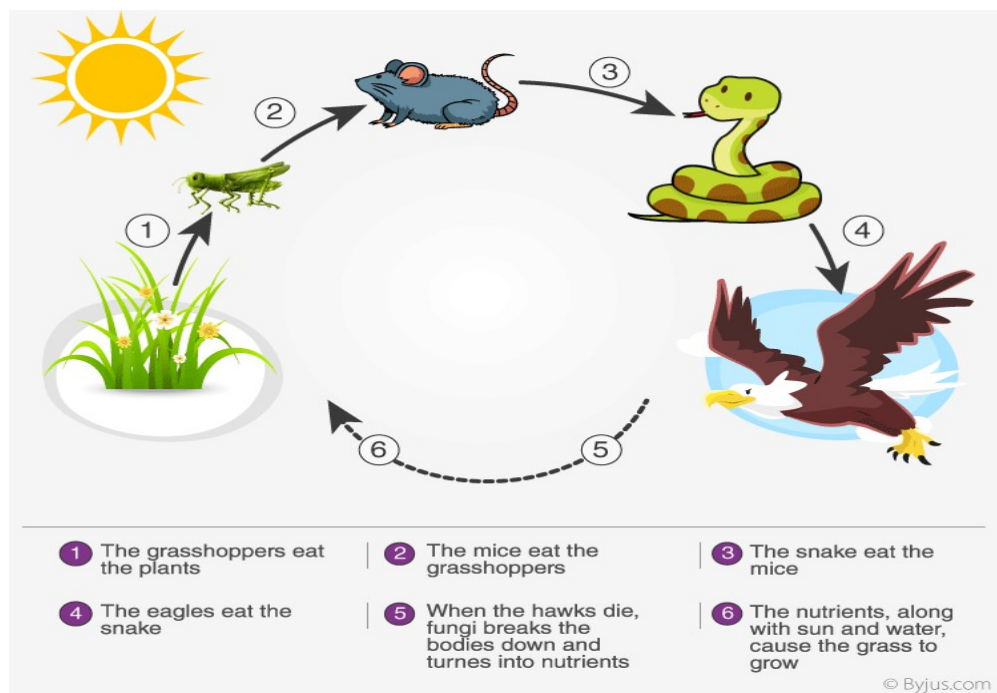 1
2
3
4
5
6
1 The grasshoppers eat
the plants
2 The mice eat the
grasshoppers
3 The snake eat the
mice
4 The eagles eat the
snake
5 When the hawks die,
fungi breaks the
bodies down and
turnes into nutrients
6 The nutrients, along
with sun and water,
cause the grass to
grow
© Byjus.com